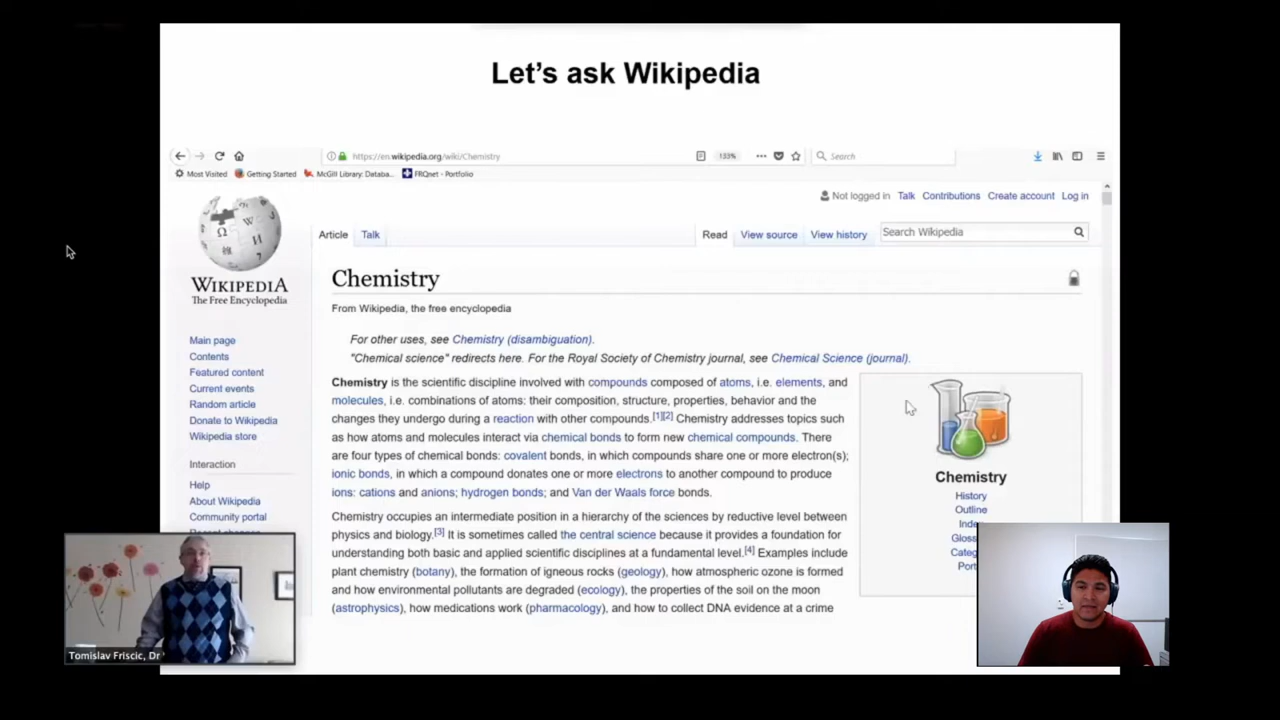 Let's ask Wikipedia
https://en.wikipedia.org/wiki/Chemistry
133%
Search
Most Visited
Getting Started
McGill Library: Databa...
FRQnet - Portfolio
Not logged in Talk Contributions Create account Log in
Article Talk
Read View source View history
Search Wikipedia
WIKIPEDIA
The Free Encyclopedia
Chemistry
From Wikipedia, the free encyclopedia
For other uses, see Chemistry (disambiguation).
"Chemical science" redirects here. For the Royal Society of Chemistry journal, see Chemical Science (journal).
Main page
Contents
Featured content
Current events
Random article
Donate to Wikipedia
Wikipedia store
Interaction
Help
About Wikipedia
Community portal
Chemistry is the scientific discipline involved with compounds composed of atoms, i.e. elements, and
molecules, i.e. combinations of atoms: their composition, structure, properties, behavior and the
changes they undergo during a reaction with other compounds.[1][2] Chemistry addresses topics such
as how atoms and molecules interact via chemical bonds to form new chemical compounds. There
are four types of chemical bonds: covalent bonds, in which compounds share one or more electron(s);
ionic bonds, in which a compound donates one or more electrons to another compound to produce
ions: cations and anions; hydrogen bonds; and Van der Waals force bonds.
Chemistry occupies an intermediate position in a hierarchy of the sciences by reductive level between
physics and biology.[3] It is sometimes called the central science because it provides a foundation for
understanding both basic and applied scientific disciplines at a fundamental level.[4] Examples include
plant chemistry (botany), the formation of igneous rocks (geology), how atmospheric ozone is formed
and how environmental pollutants are degraded (ecology), the properties of the soil on the moon
(astrophysics), how medications work (pharmacology), and how to collect DNA evidence at a crime
Chemistry
History
Outline
Inde
Gloss
Categ
Port
Tomislav Friscic, Dr